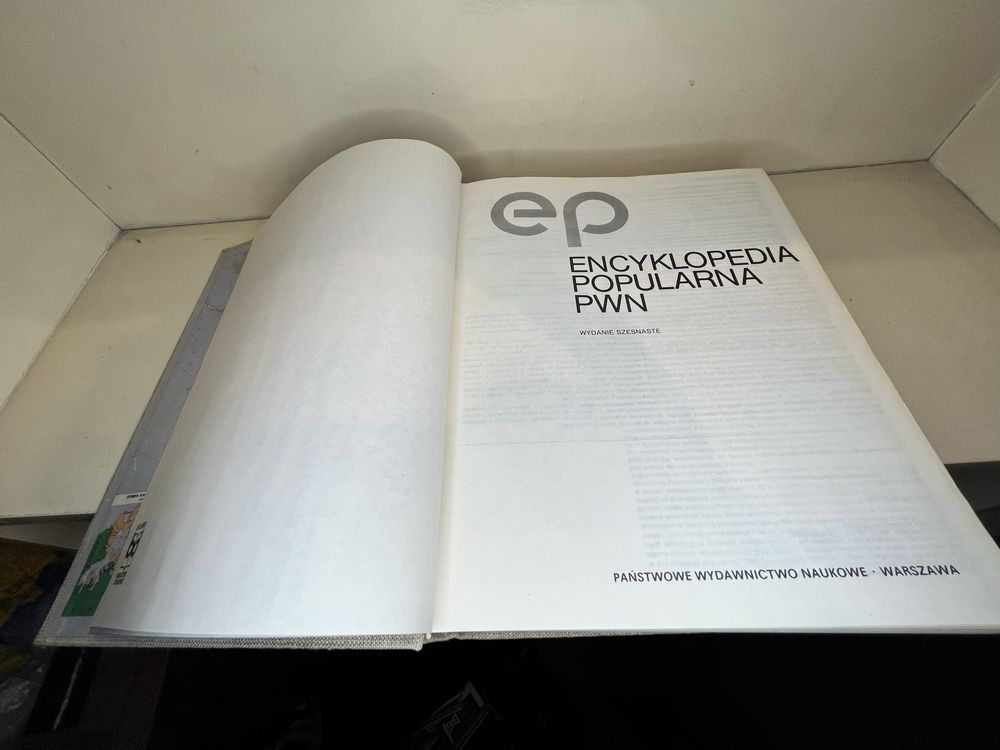 ep
ENCYKLOPEDIA
POPULARNA
PWN
WYDANIE SZESNASTE
PAŃSTWOWE WYDAWNICTWO NAUKOWE · WARSZAWA